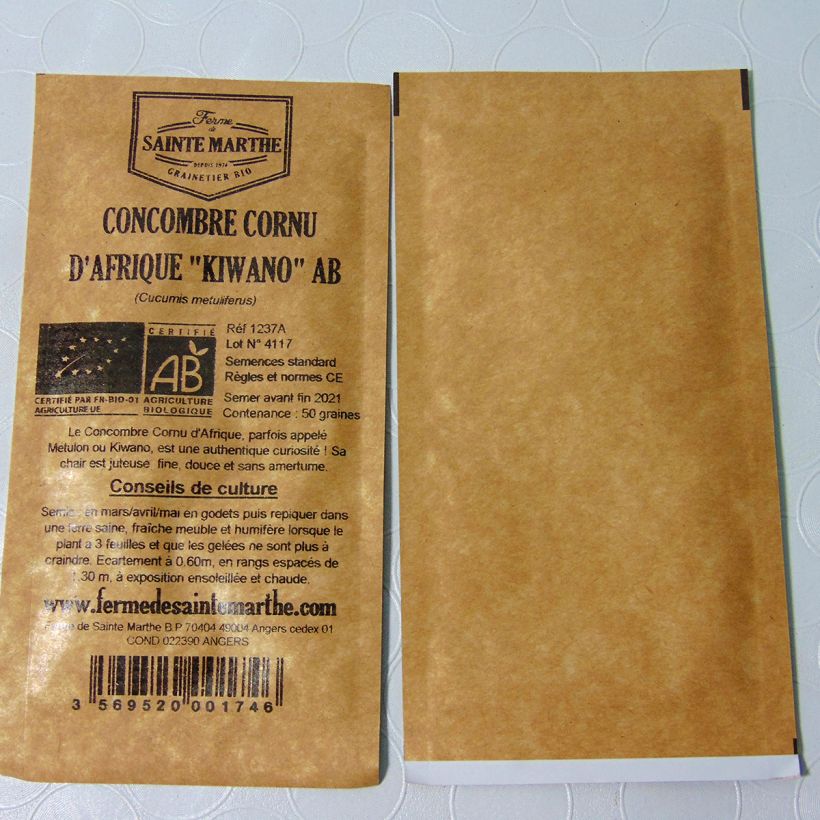 Ferme
de
SAINTE MARTHE
DEPUIS 1974
GRAINETIER BIO
CONCOMBRE CORNU
D'AFRIQUE "KIWANO" AB
(Cucumis metuliferus)
CERTIFIÉ
AB
CERTIFIÉ PAR FR-BIO-01
AGRICULTURE UE
AGRICULTURE
BIOLOGIQUE
Réf 1237A
Lot N° 4117
Semences standard
Règles et normes CE
Semer avant fin 2021
Contenance : 50 graines
Le Concombre Cornu d'Afrique, parfois appelé
Metulon ou Kiwano, est une authentique curiosité ! Sa
chair est juteuse fine, douce et sans amertume.
Conseils de culture
Semis : en mars/avril/mai en godets puis repiquer dans
une terre saine, fraîche meuble et humifère lorsque le
plant a 3 feuilles et que les gelées ne sont plus à
craindre. Ecartement à 0.60m, en rangs espacés de
1.30 m, à exposition ensoleillée et chaude.
www.fermedesaintemarthe.com
Ferme de Sainte Marthe B.P 70404 49004 Angers cedex 01
COND 022390 ANGERS
3 569520 001746